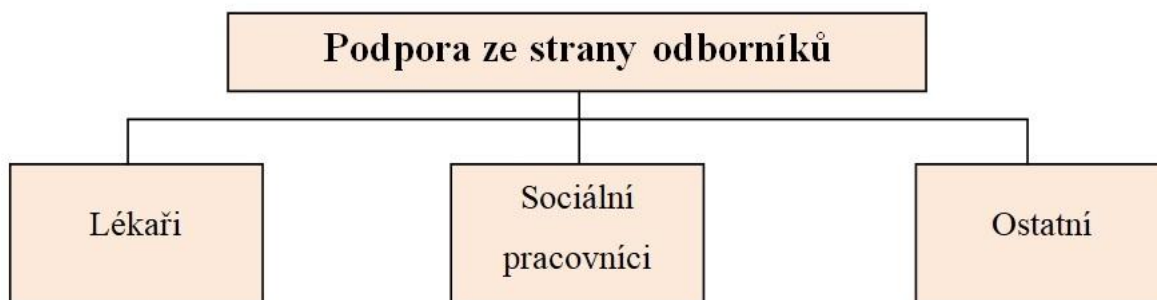 Podpora ze strany odborníků
Lékaři
Sociální
pracovníci
Ostatní